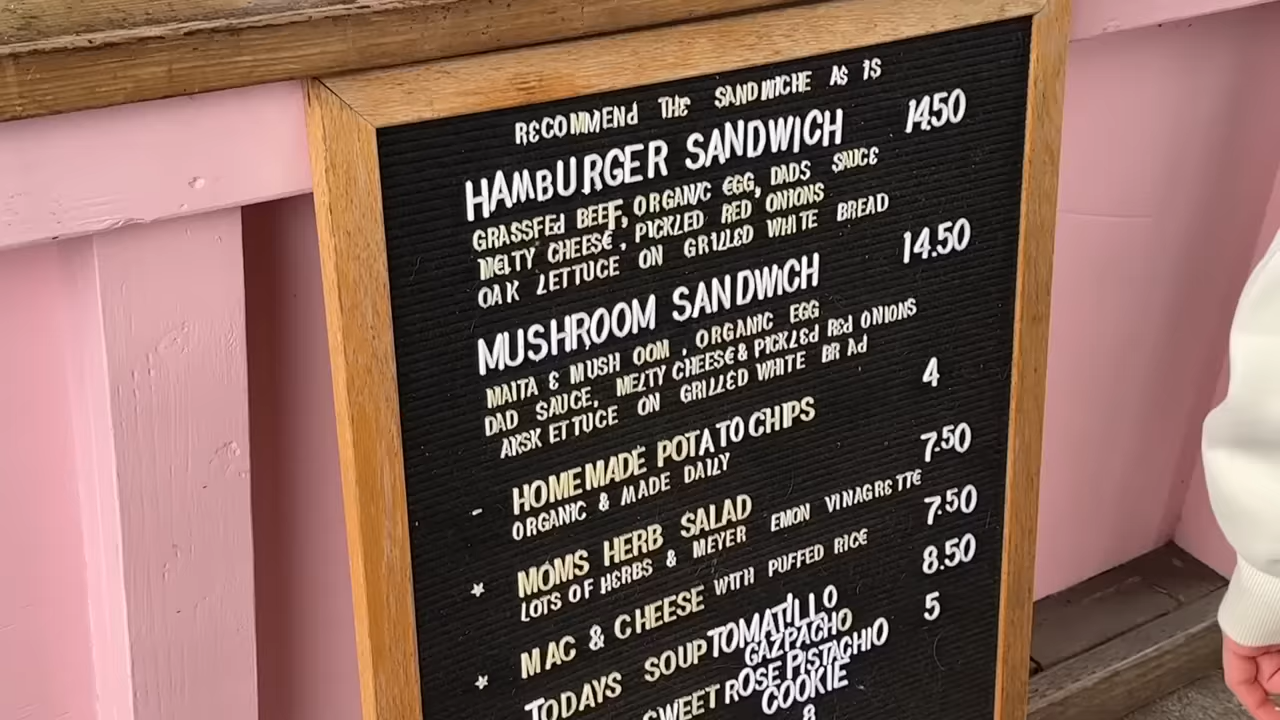 RECOMMEND THE SANDWICHE AS IS
HAMBURGER SANDWICH 14.50
GRASSFED BEEF, ORGANIC EGG, DADS SAUCE
MELTY CHEESE, PICKLED RED ONIONS
OAK LETTUCE ON GRILLED WHITE BREAD
MUSHROOM SANDWICH 14.50
MAITA & MUSH OOM, ORGANIC EGG
DAD SAUCE, MELTY CHEESE & PICKLED RED ONIONS
ARSK ETTUCE ON GRILLED WHITE BR AD
- HOMEMADE POTATO CHIPS 4
ORGANIC & MADE DAILY
* MOMS HERB SALAD 7.50
LOTS OF HERBS & MEYER EMON VINAGRETTE
* MAC & CHEESE WITH PUFFED RICE 7.50
TODAYS SOUP TOMATILLO GAZPACHO 8.50
SWEET ROSE PISTACHIO COOKIE 5
8